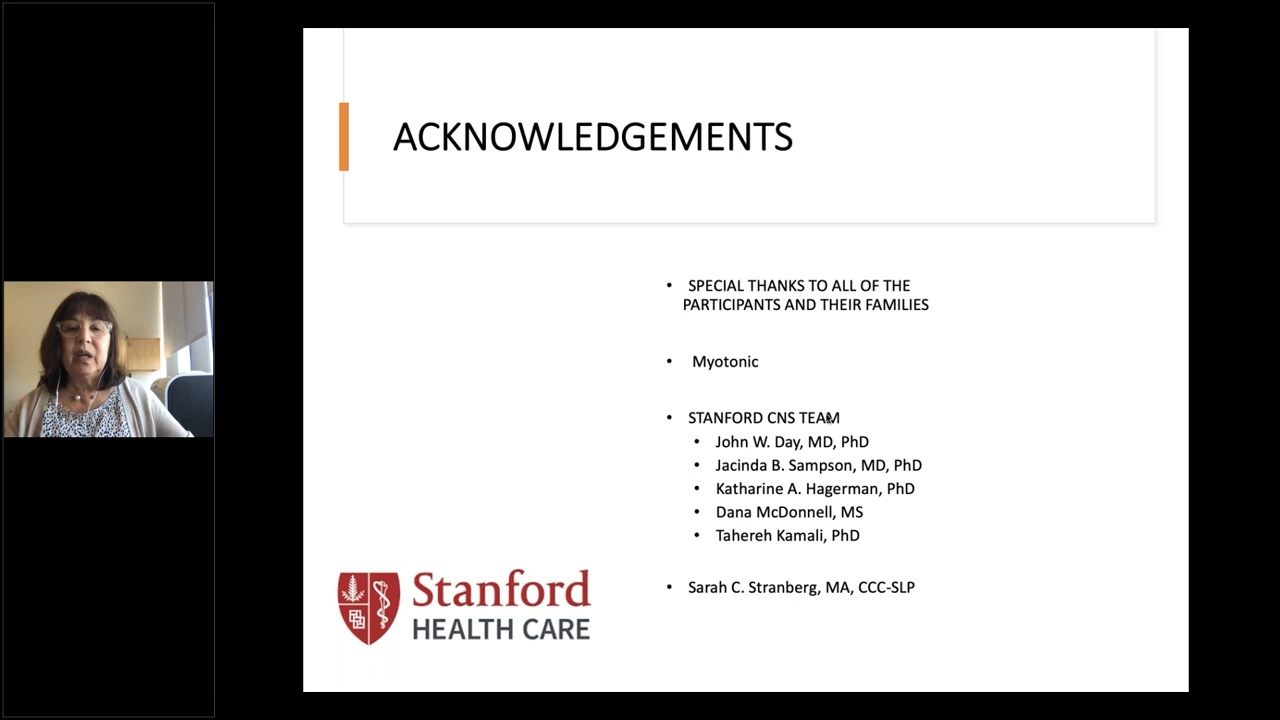 ACKNOWLEDGEMENTS
• SPECIAL THANKS TO ALL OF THE
PARTICIPANTS AND THEIR FAMILIES
• Myotonic
• STANFORD CNS TEAM
• John W. Day, MD, PhD
• Jacinda B. Sampson, MD, PhD
• Katharine A. Hagerman, PhD
• Dana McDonnell, MS
• Tahereh Kamali, PhD
• Sarah C. Stranberg, MA, CCC-SLP
Stanford
HEALTH CARE